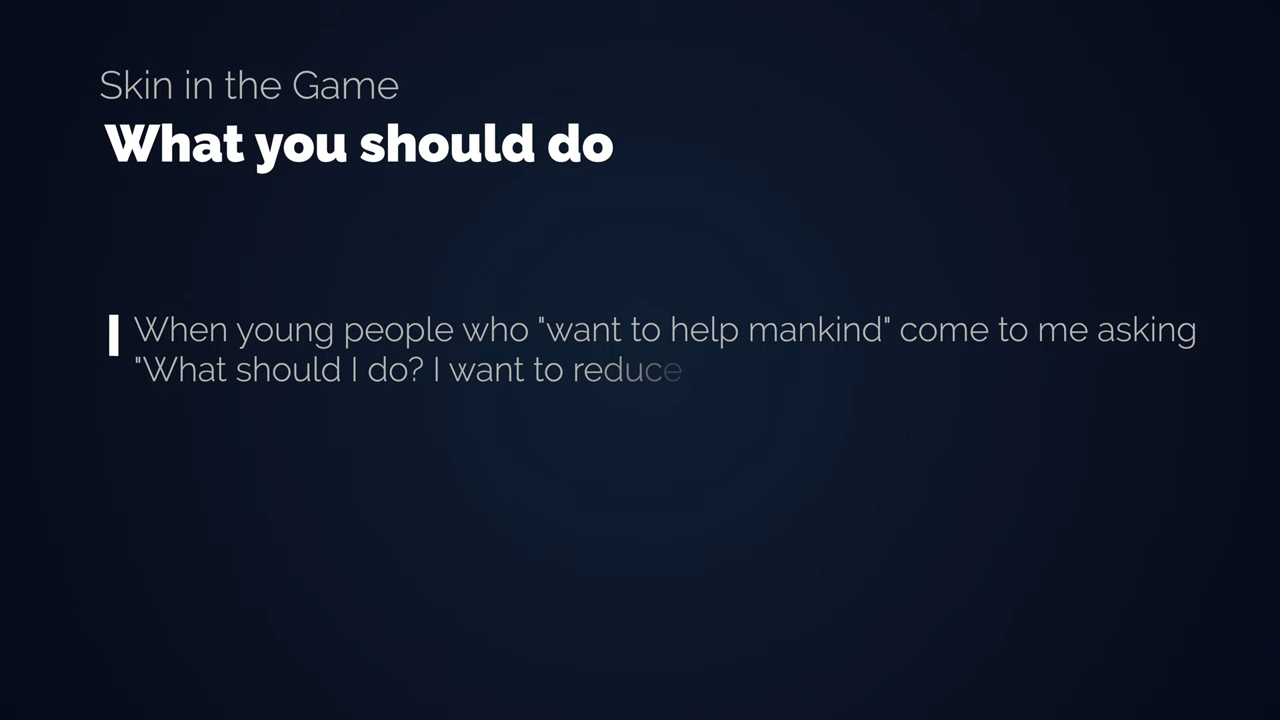 Skin in the Game
What you should do
When young people who "want to help mankind" come to me asking
"What should I do? I want to reduce